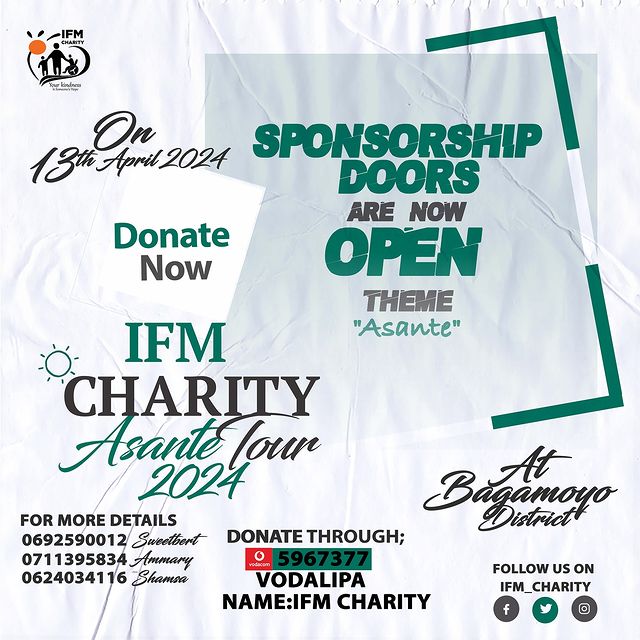 IFM
CHARITY
Your kindness
is Someone's Hope
On
13th April 2024
SPONSORSHIP
DOORS
ARE NOW
OPEN
THEME
"Asante"
Donate
Now
IFM
CHARITY
Asante Tour
2024
At
Bagamoyo
District
FOR MORE DETAILS
0692590012 Sweetbert
0711395834 Ammary
0624034116 Shamsa
DONATE THROUGH;
vodacom 5967377
VODALIPA
NAME:IFM CHARITY
FOLLOW US ON
IFM_CHARITY